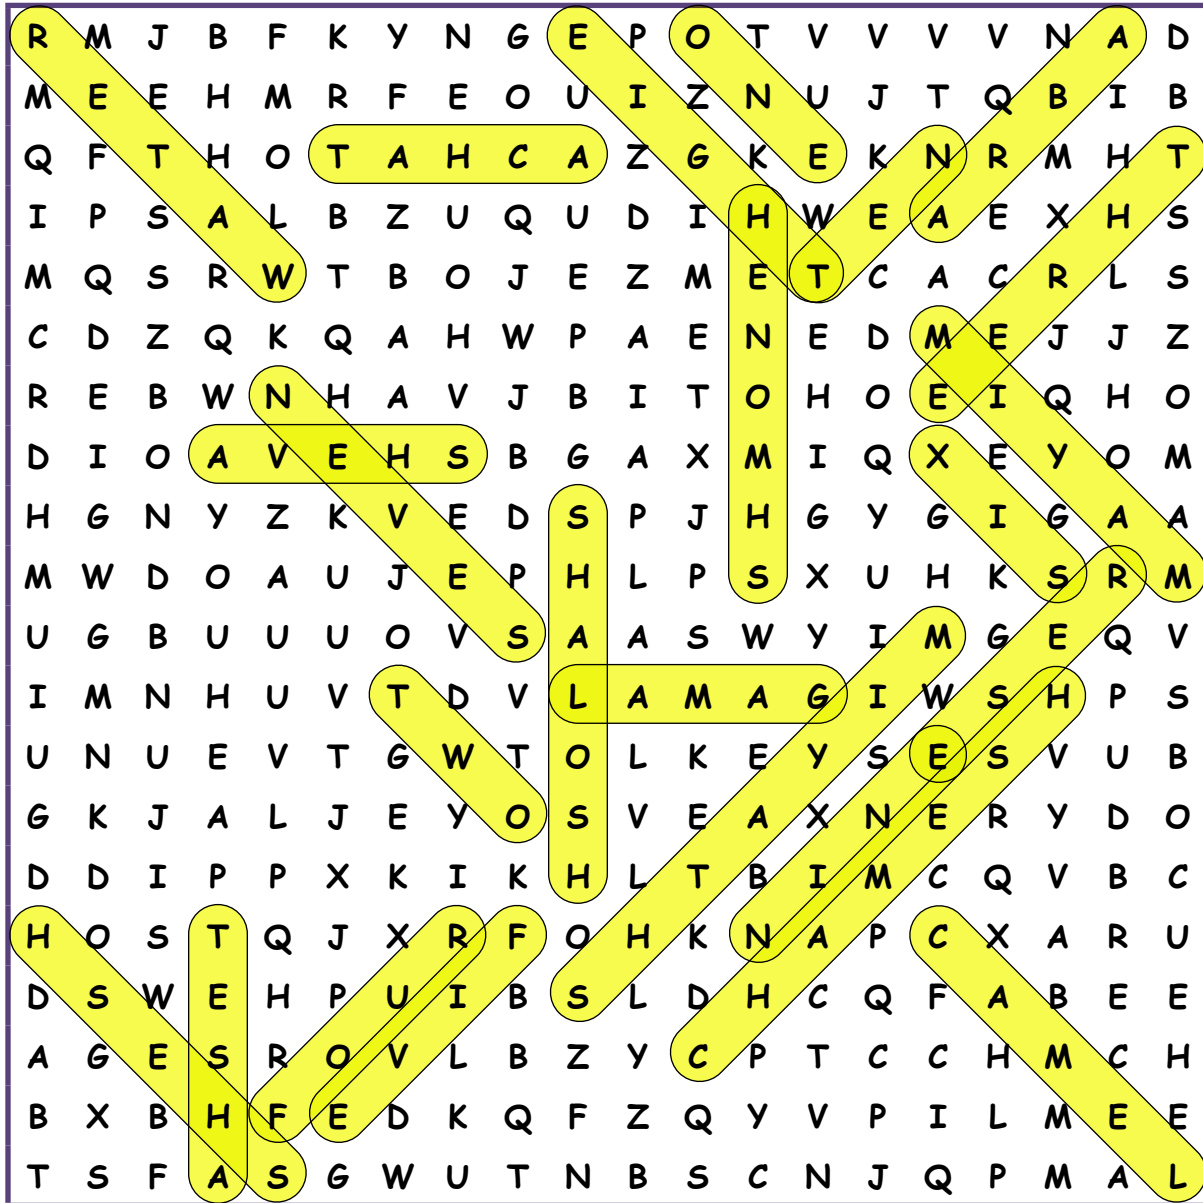 R M J B F K Y N G E P O T V V V V N A D
M E E H M R F E O U I Z N U J T Q B I B
Q F T H O T A H C A Z G K E K N R M H T
I P S A L B Z U Q U D I H W E A E X H S
M Q S R W T B O J E Z M E T C A C R L S
C D Z Q K Q A H W P A E N E D M E J J Z
R E B W N H A V J B I T O H O E I Q H O
D I O A V E H S B G A X M I Q X E Y O M
H G N Y Z K V E D S P J H G Y G I G A A
M W D O A U J E P H L P S X U H K S R M
U G B U U U O V S A A S W Y I M G E Q V
I M N H U V T D V L A M A G I W S H P S
U N U E V T G W T O L K E Y S E S V U B
G K J A L J E Y O S V E A X N E R Y D O
D D I P P X K I K H L T B I M C Q V B C
H O S T Q J X R F O H K N A P C X A R U
D S W E H P U I B S L D H C Q F A B E E
A G E S R O V L B Z Y C P T C C H M C H
B X B H F E D K Q F Z Q Y V P I L M E E
T S F A S G W U T N B S C N J Q P M A L